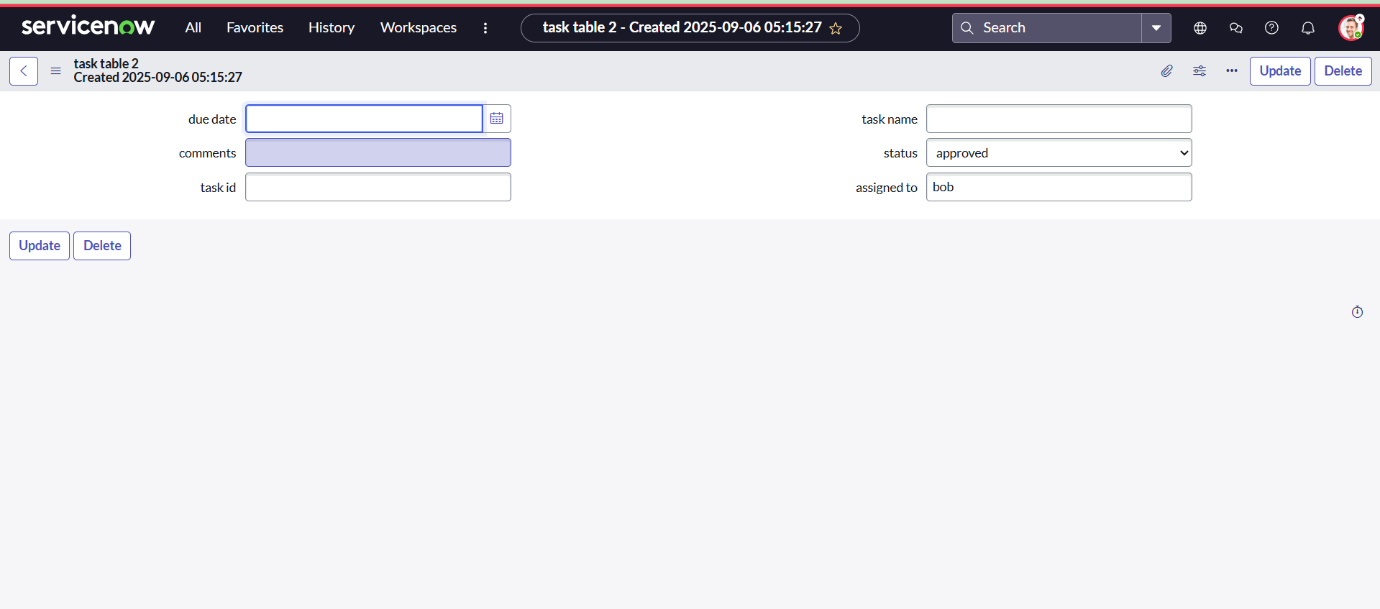 servicenow All Favorites History Workspaces task table 2 - Created 2025-09-06 05:15:27 Search
task table 2
Created 2025-09-06 05:15:27
Update Delete
due date
task name
comments
status approved
task id
assigned to bob
Update Delete